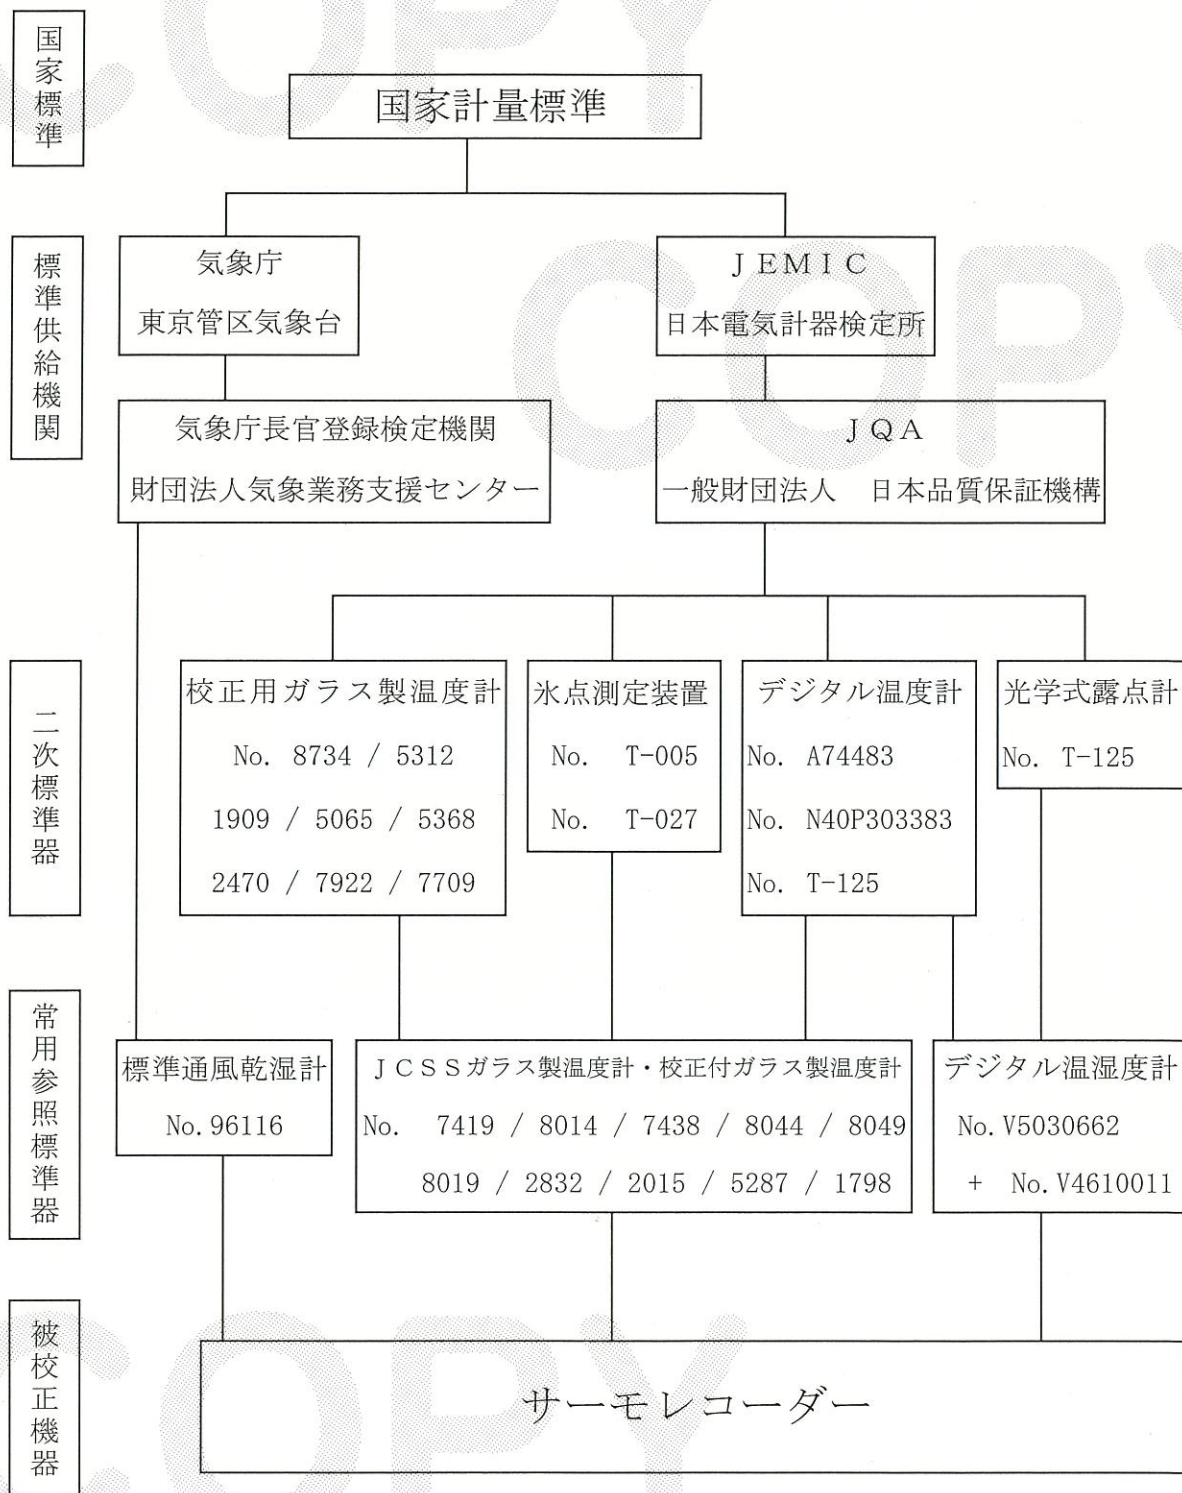 国家標準
国家計量標準
標準供給機関
気象庁
東京管区気象台
ＪＥＭＩＣ
日本電気計器検定所
気象庁長官登録検定機関
財団法人気象業務支援センター
ＪＱＡ
一般財団法人　日本品質保証機構
二次標準器
校正用ガラス製温度計
No. 8734 / 5312
1909 / 5065 / 5368
2470 / 7922 / 7709
氷点測定装置
No.　T-005
No.　T-027
デジタル温度計
No. A74483
No. N40P303383
No. T-125
光学式露点計
No. T-125
常用参照標準器
標準通風乾湿計
No.96116
ＪＣＳＳガラス製温度計・校正付ガラス製温度計
No.　7419 / 8014 / 7438 / 8044 / 8049
8019 / 2832 / 2015 / 5287 / 1798
デジタル温湿度計
No.V5030662
+　No.V4610011
被校正機器
サーモレコーダー
COPY
COPY
COPY